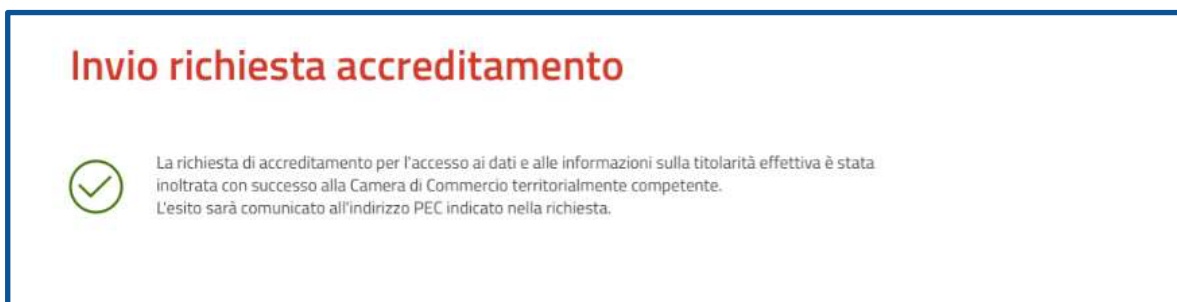 Invio richiesta accreditamento
La richiesta di accreditamento per l'accesso ai dati e alle informazioni sulla titolarità effettiva è stata
inoltrata con successo alla Camera di Commercio territorialmente competente.
L'esito sarà comunicato all'indirizzo PEC indicato nella richiesta.